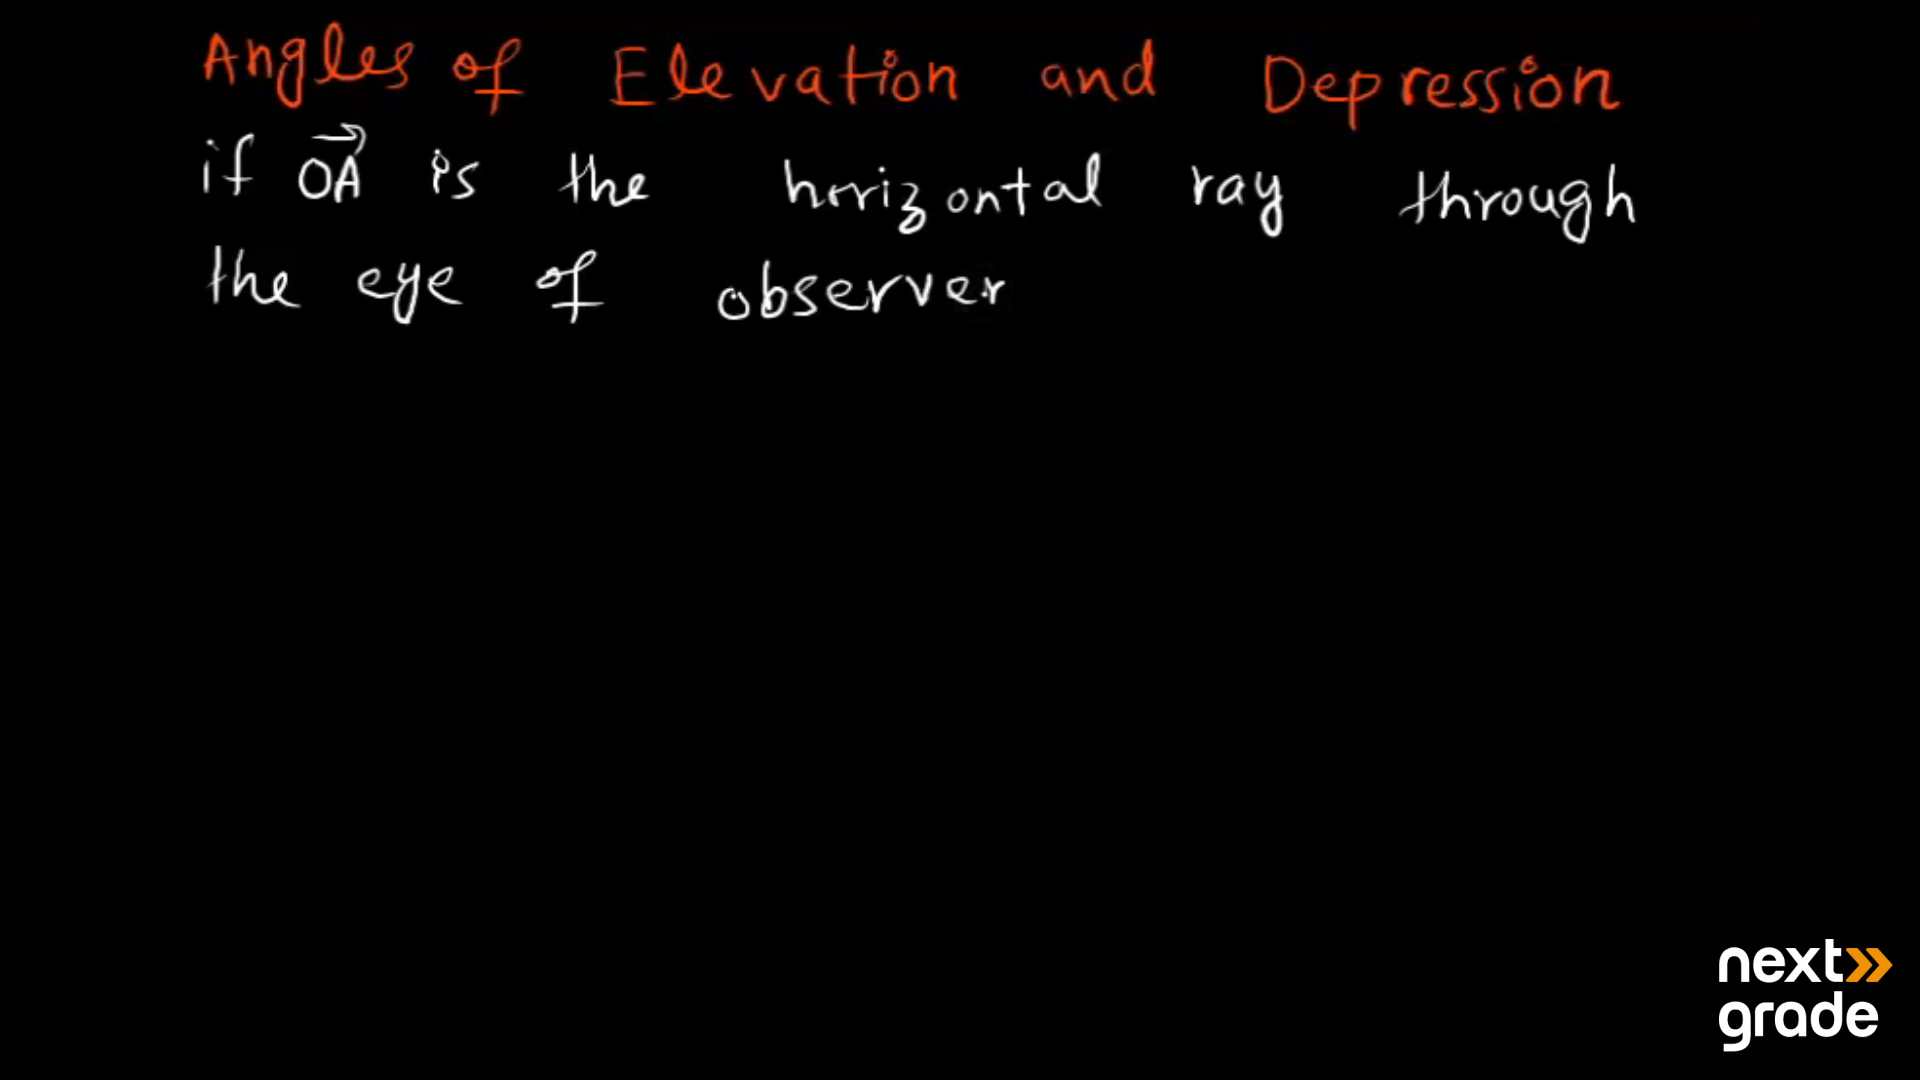 Angles of Elevation and Depression
if OA is the horizontal ray through
the eye of observer
next
grade